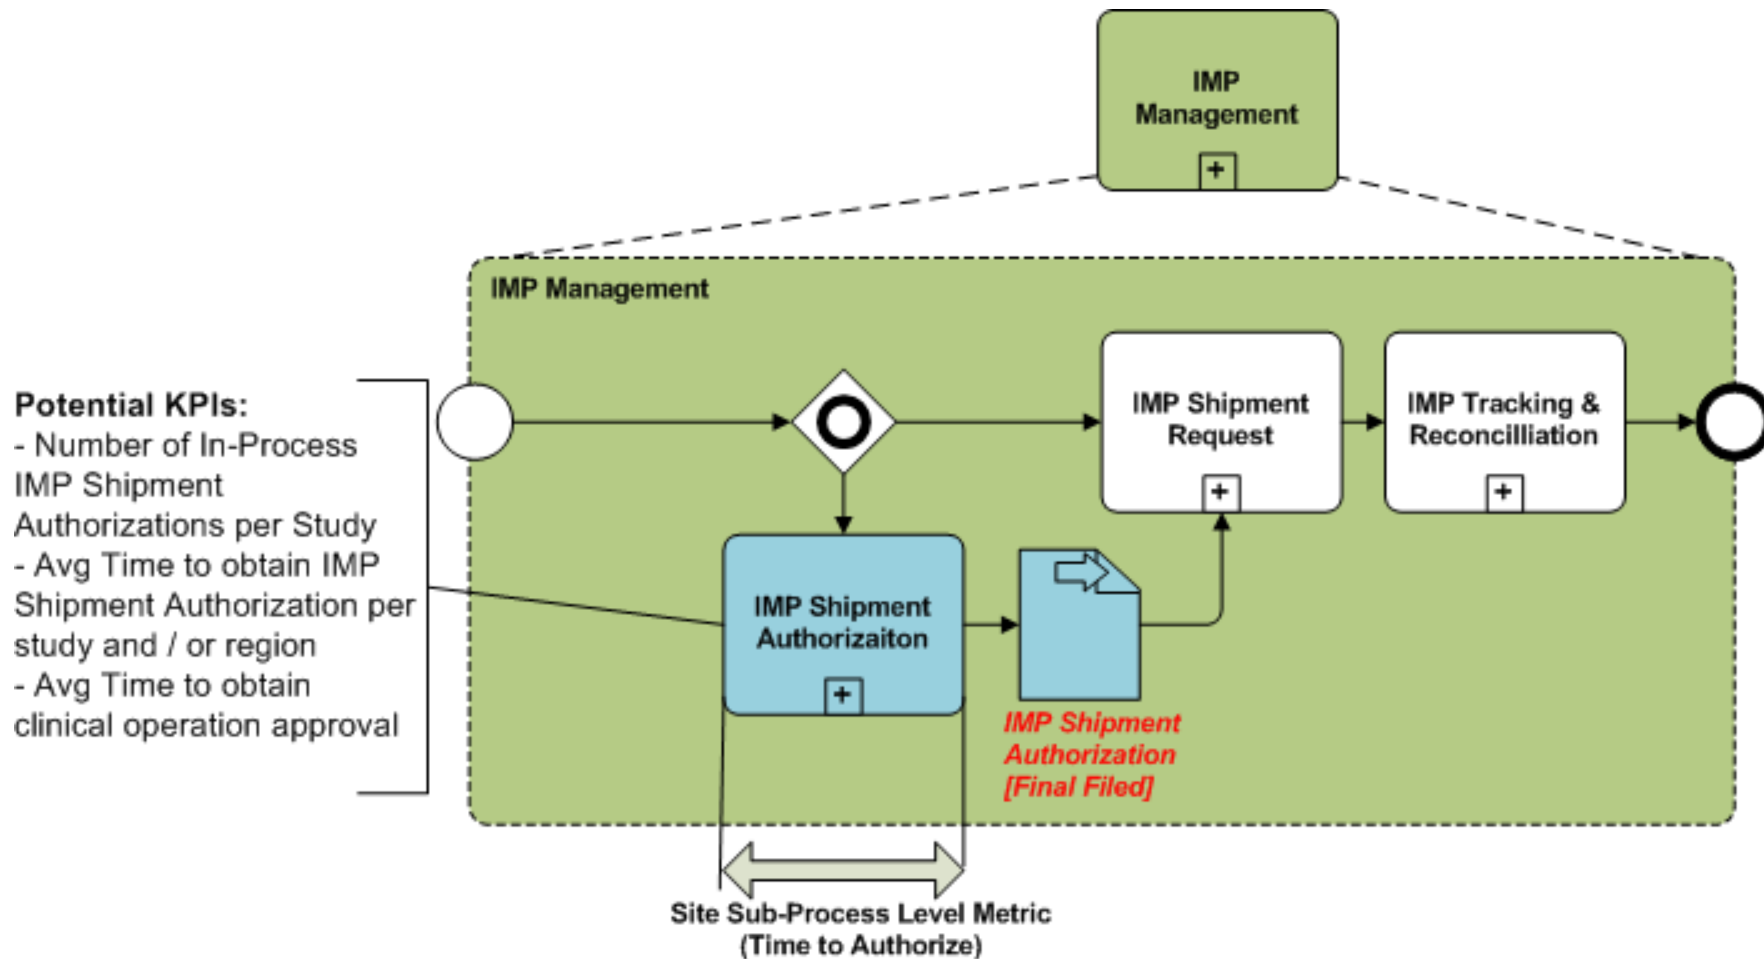 IMP
Management
+
IMP Management
Potential KPIs:
- Number of In-Process
IMP Shipment
Authorizations per Study
- Avg Time to obtain IMP
Shipment Authorization per
study and / or region
- Avg Time to obtain
clinical operation approval
IMP Shipment
Request
+
IMP Tracking &
Reconcilliation
+
IMP Shipment
Authorizaiton
+
IMP Shipment
Authorization
[Final Filed]
Site Sub-Process Level Metric
(Time to Authorize)